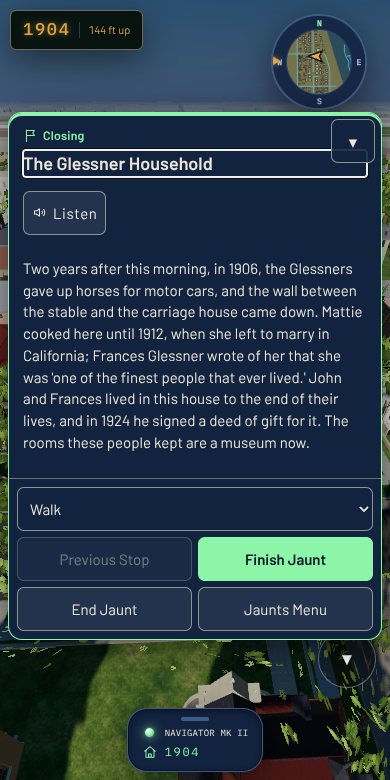 1904
144 ft up
N
W
E
S
Closing
▼
The Glessner Household
Listen
Two years after this morning, in 1906, the Glessners
gave up horses for motor cars, and the wall between
the stable and the carriage house came down. Mattie
cooked here until 1912, when she left to marry in
California; Frances Glessner wrote of her that she
was 'one of the finest people that ever lived.' John
and Frances lived in this house to the end of their
lives, and in 1924 he signed a deed of gift for it. The
rooms these people kept are a museum now.
Walk
Previous Stop
Finish Jaunt
End Jaunt
Jaunts Menu
▼
NAVIGATOR MK II
1904